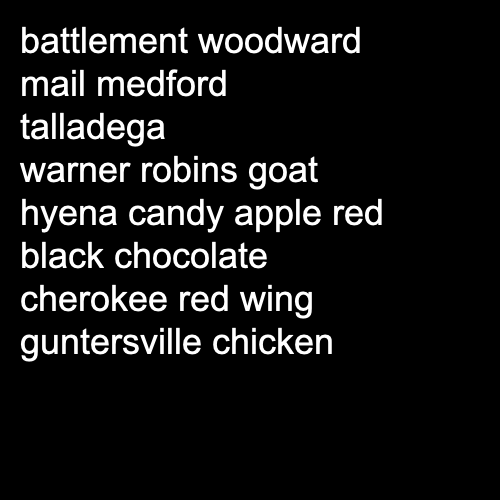 battlement woodward
mail medford
talladega
warner robins goat
hyena candy apple red
black chocolate
cherokee red wing
guntersville chicken